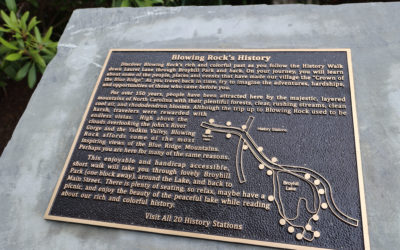 Blowing Rock's History
Discover Blowing Rock's rich and colorful past as you follow the History Walk
down Laurel Lane through Broyhill Park and back. On your journey, you will learn
about some of the people, places and events that have made our village the "Crown of
the Blue Ridge". As you travel back in time, try to imagine the adventures, hardships,
and opportunities of those who came before you.
For over 250 years, people have been attracted here by the majestic, layered
mountains of North Carolina with their plentiful forests, clear, rushing streams, clean
cool air, and rhododendron blooms. Although the trip up to Blowing Rock used to be
harsh, travelers were rewarded with
endless vistas. High above the
clouds overlooking the John's River
Gorge and the Yadkin Valley, Blowing
Rock affords some of the most
inspiring views of the Blue Ridge Mountains.
Perhaps you are here for many of the same reasons.
This enjoyable and handicap accessible,
short walk will take you through lovely Broyhill
Park (one block away), around the Lake, and back to
Main Street. There is plenty of seating, so relax, maybe have a
picnic, and enjoy the beauty of the peaceful lake while reading
about our rich and colorful history.
Visit All 20 History Stations
History Stations
Broyhill
Lake